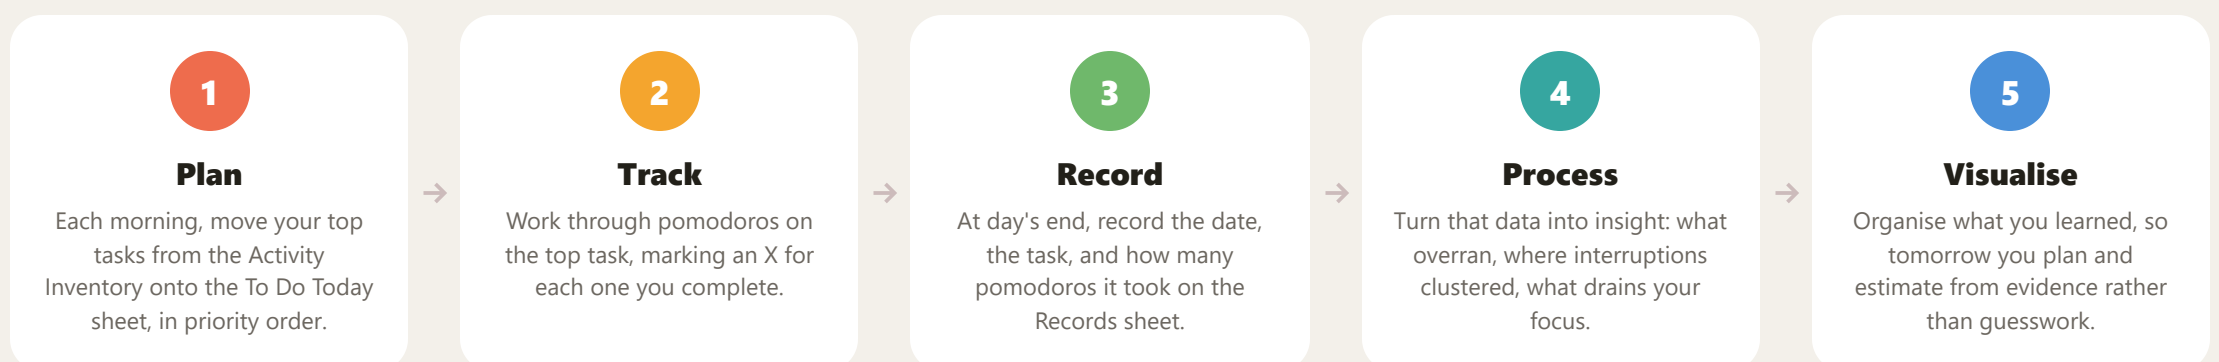 1
Plan
Each morning, move your top
tasks from the Activity
Inventory onto the To Do Today
sheet, in priority order.
2
Track
Work through pomodoros on
the top task, marking an X for
each one you complete.
3
Record
At day's end, record the date,
the task, and how many
pomodoros it took on the
Records sheet.
4
Process
Turn that data into insight: what
overran, where interruptions
clustered, what drains your
focus.
5
Visualise
Organise what you learned, so
tomorrow you plan and
estimate from evidence rather
than guesswork.